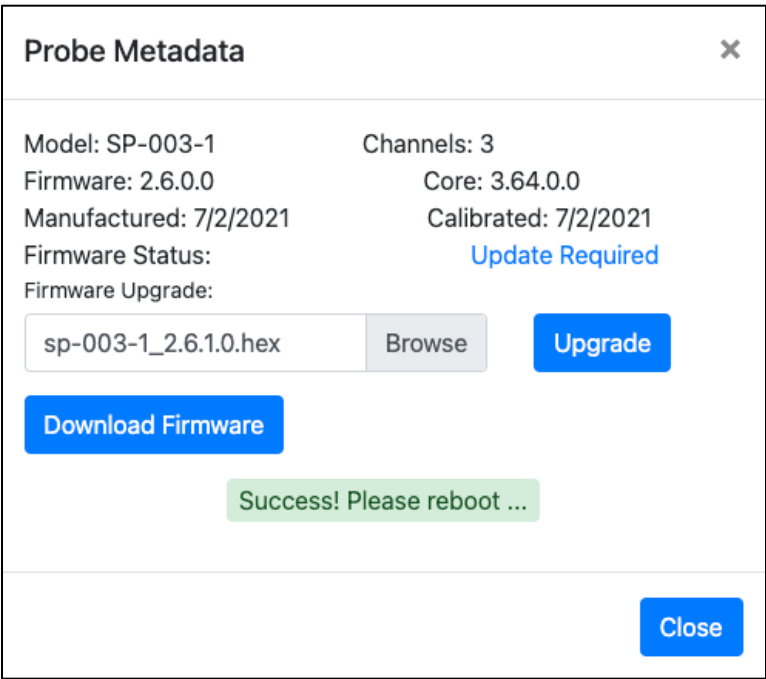 Probe Metadata ×
Model: SP-003-1 Channels: 3
Firmware: 2.6.0.0 Core: 3.64.0.0
Manufactured: 7/2/2021 Calibrated: 7/2/2021
Firmware Status: Update Required
Firmware Upgrade:
sp-003-1_2.6.1.0.hex Browse Upgrade
Download Firmware
Success! Please reboot ...
Close